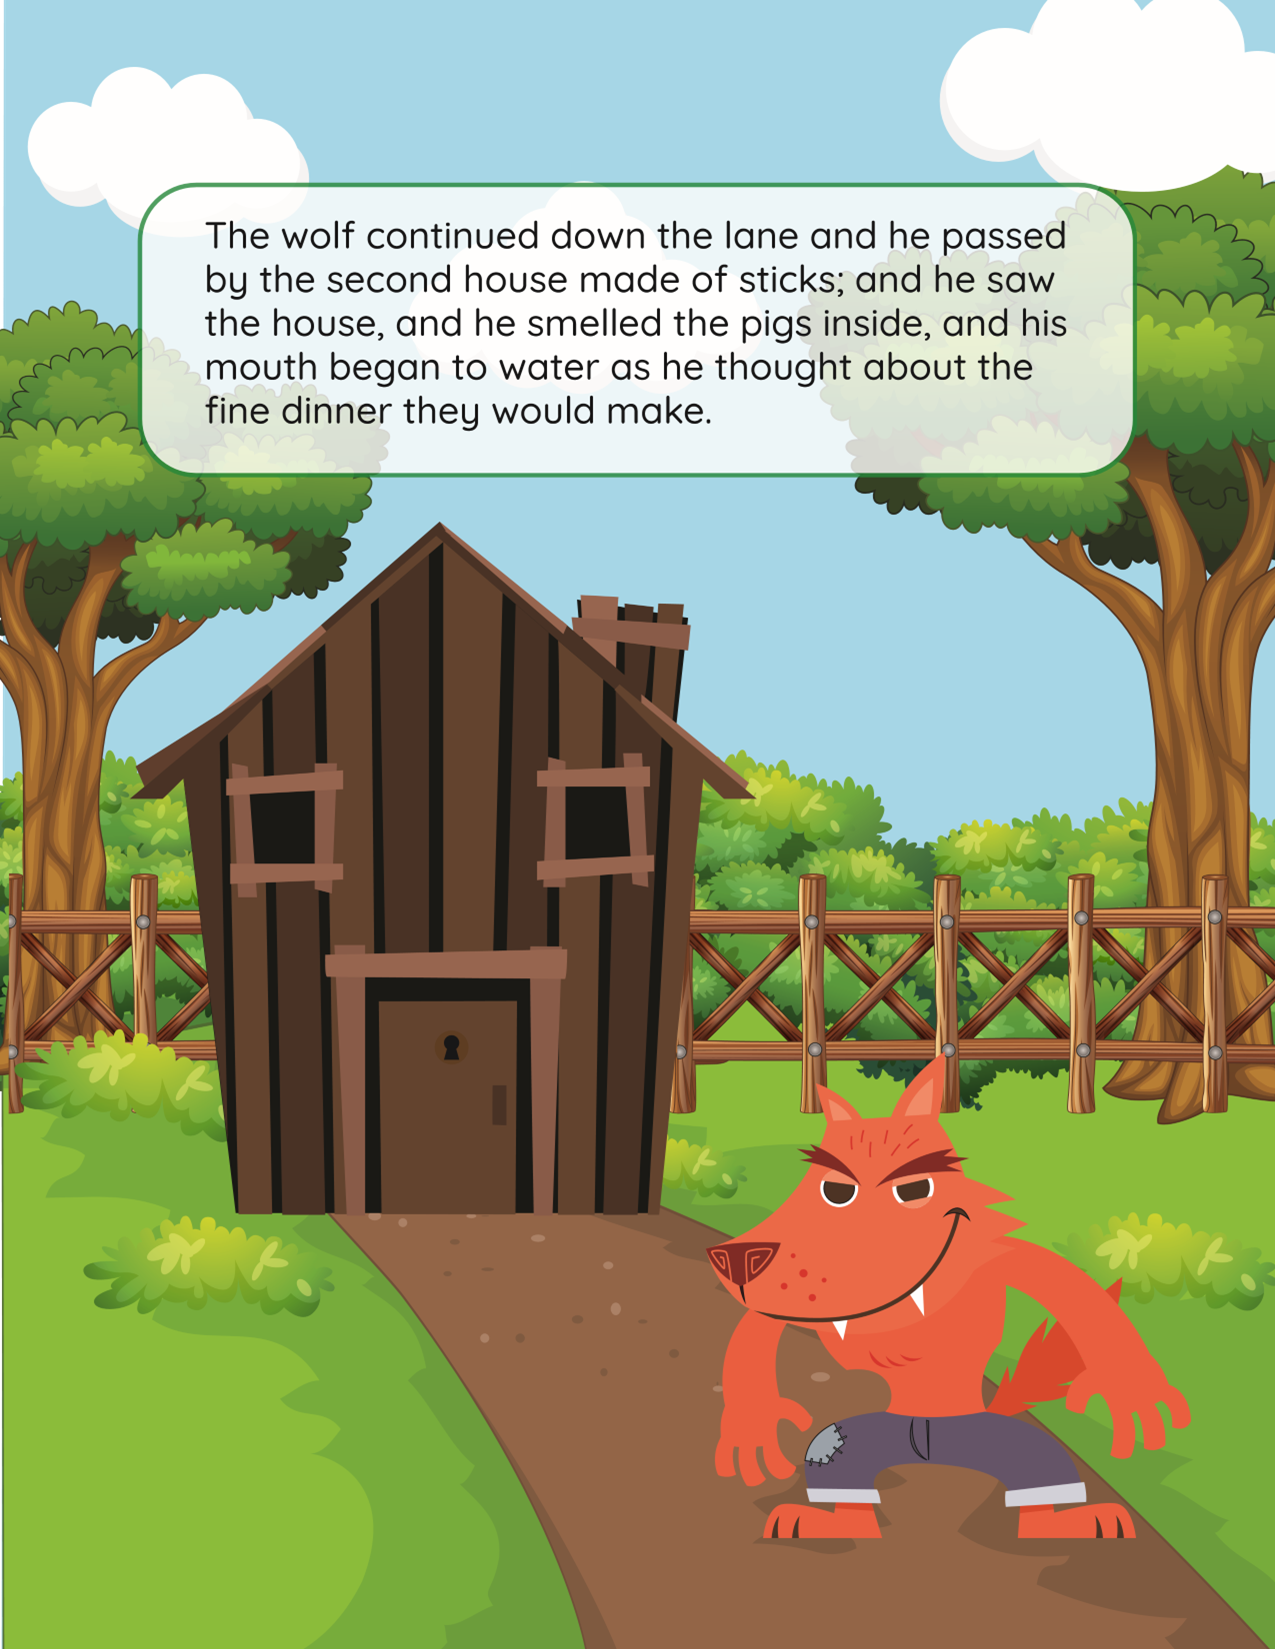 The wolf continued down the lane and he passed
by the second house made of sticks; and he saw
the house, and he smelled the pigs inside, and his
mouth began to water as he thought about the
fine dinner they would make.